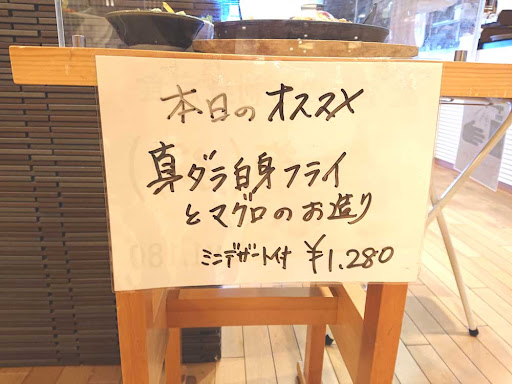 本日のオススメ
真ダラ白身フライ
とマグロのお造り
ミニデザート付 ¥1.280